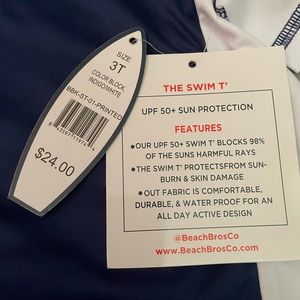 SIZE
3T
COLOR BLOCK
INDIGO/WHITE
BBK-ST-01-PRINTED
$24.00
THE SWIM T’
UPF 50+ SUN PROTECTION
FEATURES
•OUR UPF 50+ SWIM T’ BLOCKS 98%
OF THE SUNS HARMFUL RAYS
•THE SWIM T’ PROTECTSFROM SUN-
BURN & SKIN DAMAGE
•OUT FABRIC IS COMFORTABLE,
DURABLE, & WATER PROOF FOR AN
ALL DAY ACTIVE DESIGN
@BeachBrosCo
www.BeachBrosCo.com